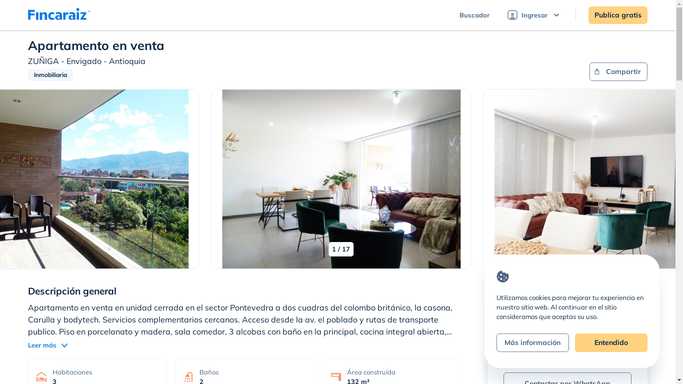 Fincaraiz
Buscador
Ingresar
Publica gratis
Apartamento en venta
ZUÑIGA - Envigado - Antioquia
Inmobiliaria
Compartir
1 / 17
Descripción general
Apartamento en venta en unidad cerrada en el sector Pontevedra a dos cuadras del colombo británico, la casona,
Carulla y bodytech. Servicios complementarios cercanos. Acceso desde la av. el poblado y rutas de transporte
publico. Piso en porcelanato y madera, sala comedor, 3 alcobas con baño en la principal, cocina integral abierta,...
Leer más
Habitaciones
3
Baños
2
Área construida
132 m²
Utilizamos cookies para mejorar tu experiencia en
nuestro sitio web. Al continuar en el sitio
consideramos que aceptas su uso.
Más información
Entendido
Contactar por WhatsApp